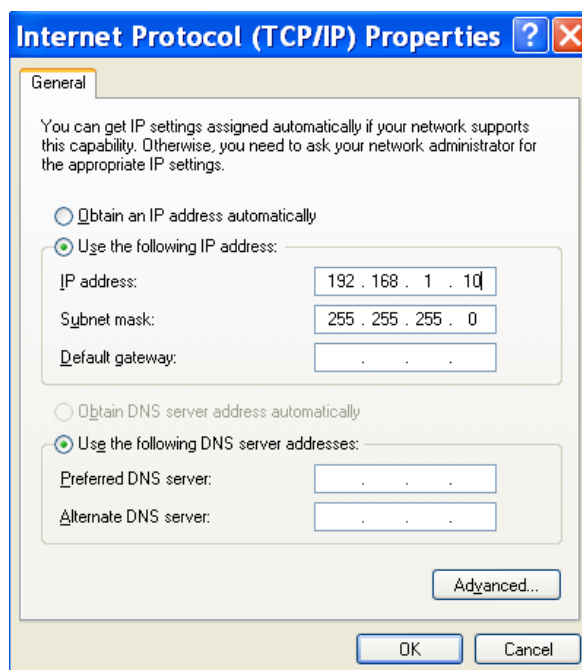 Internet Protocol (TCP/IP) Properties ?
General
You can get IP settings assigned automatically if your network supports
this capability. Otherwise, you need to ask your network administrator for
the appropriate IP settings.
Obtain an IP address automatically
Use the following IP address:
IP address: 192 . 168 . 1 . 10
Subnet mask: 255 . 255 . 255 . 0
Default gateway: . . .
Obtain DNS server address automatically
Use the following DNS server addresses:
Preferred DNS server: . . .
Alternate DNS server: . . .
Advanced...
OK Cancel